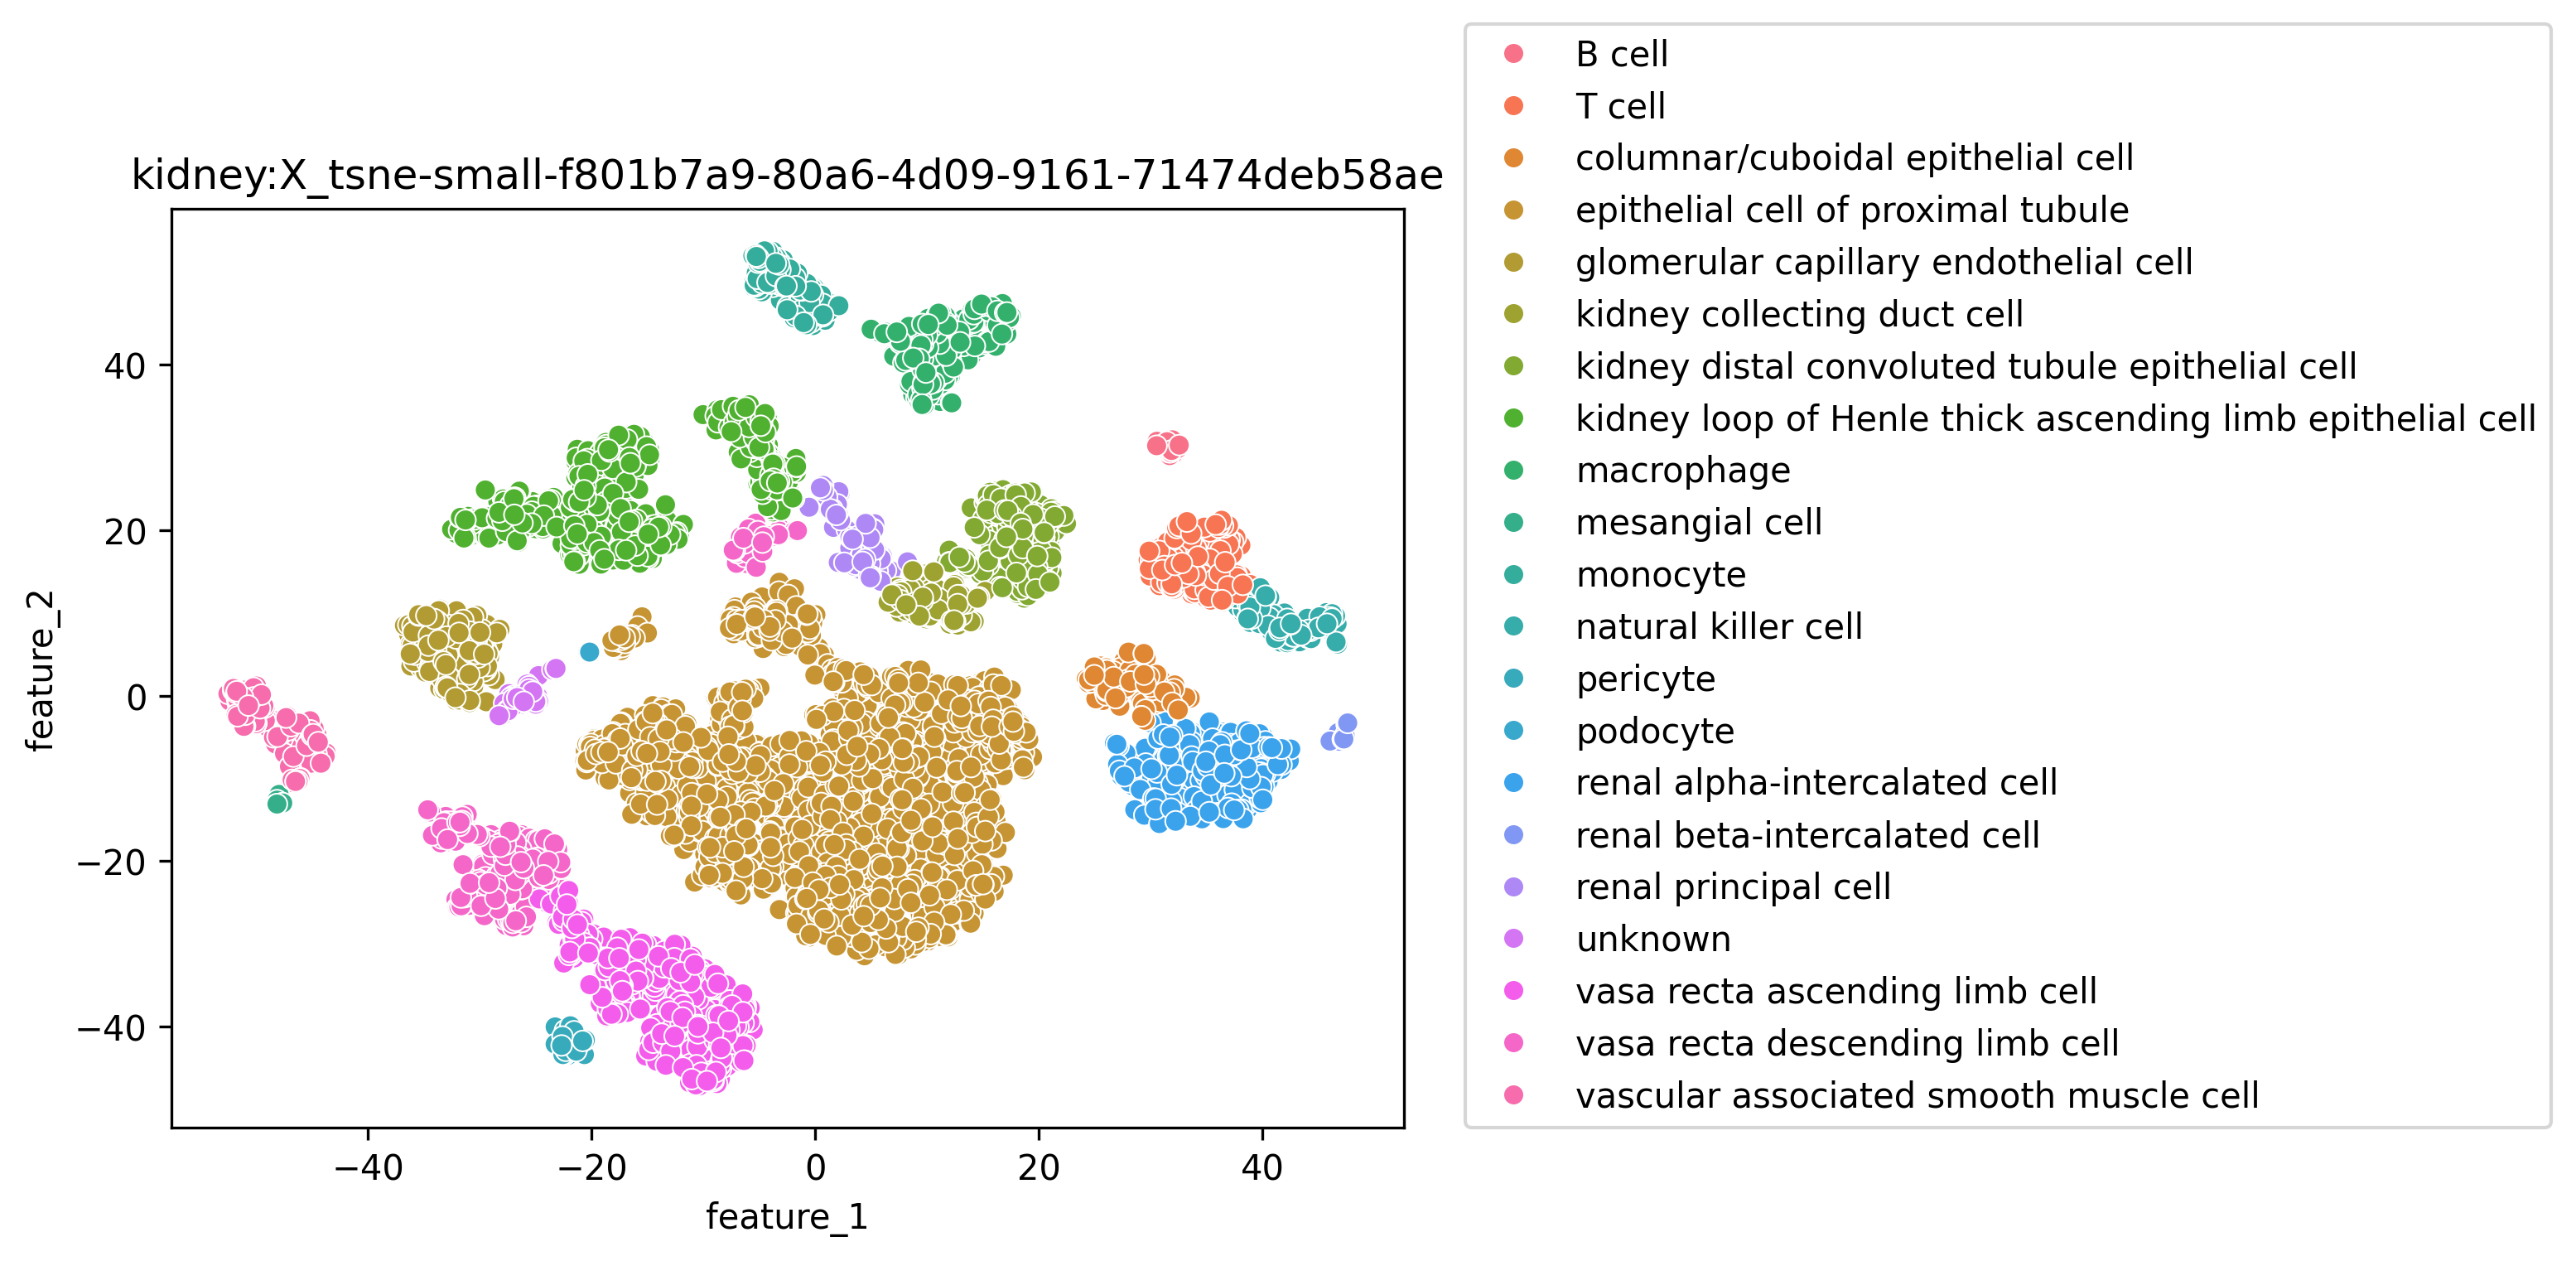 kidney:X_tsne-small-f801b7a9-80a6-4d09-9161-71474deb58ae
40
20
0
−20
−40
feature_2
−40
−20
0
20
40
feature_1
B cell
T cell
columnar/cuboidal epithelial cell
epithelial cell of proximal tubule
glomerular capillary endothelial cell
kidney collecting duct cell
kidney distal convoluted tubule epithelial cell
kidney loop of Henle thick ascending limb epithelial cell
macrophage
mesangial cell
monocyte
natural killer cell
pericyte
podocyte
renal alpha-intercalated cell
renal beta-intercalated cell
renal principal cell
unknown
vasa recta ascending limb cell
vasa recta descending limb cell
vascular associated smooth muscle cell